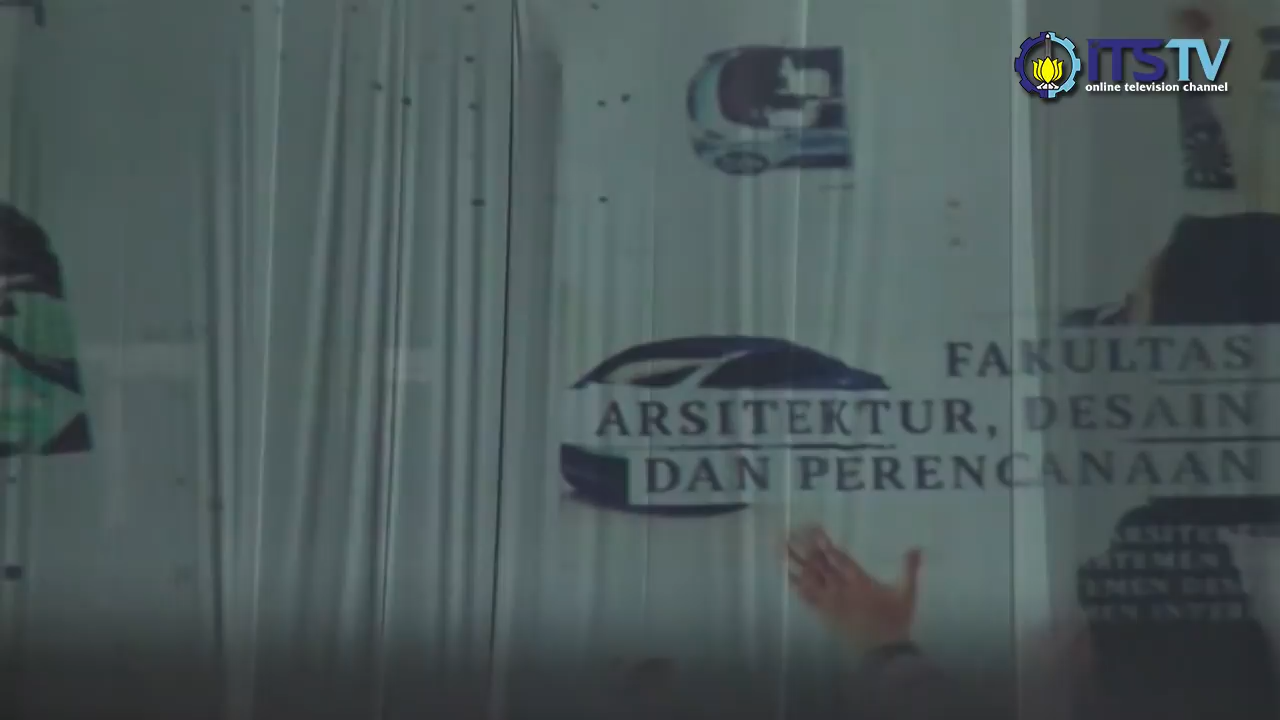 ITSTV
online television channel
FAKULTAS
ARSITEKTUR, DESAIN
DAN PERENCANAAN